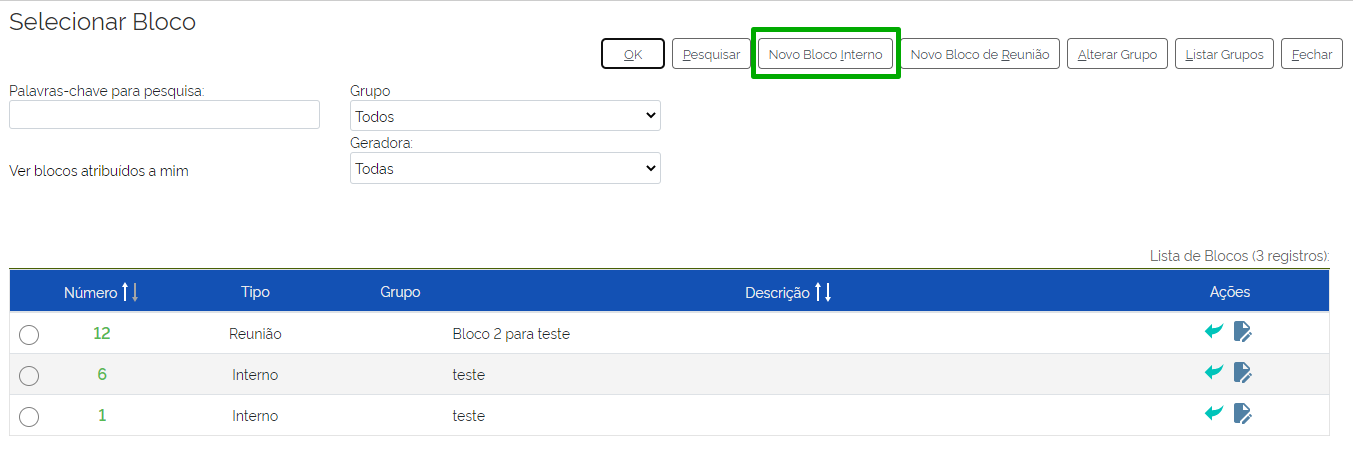 Selecionar Bloco
OK Pesquisar Novo Bloco Interno Novo Bloco de Reunião Alterar Grupo Listar Grupos Fechar
Palavras-chave para pesquisa: Grupo
Todos
Geradora:
Ver blocos atribuídos a mim Todas
Lista de Blocos (3 registros):
Número Tipo Grupo Descrição Ações
12 Reunião Bloco 2 para teste
6 Interno teste
1 Interno teste